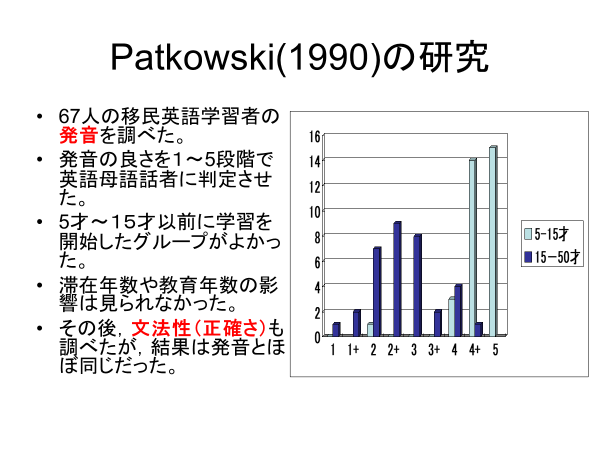 Patkowski(1990)の研究
• 67人の移民英語学習者の
発音を調べた。
• 発音の良さを１～５段階で
英語母語話者に判定させ
た。
• 5才～１５才以前に学習を
開始したグループがよかっ
た。
• 滞在年数や教育年数の影
響は見られなかった。
• その後，文法性（正確さ）も
調べたが，結果は発音とほ
ぼ同じだった。
16
14
12
10
8
6
4
2
0
1 1+ 2 2+ 3 3+ 4 4+ 5
5-15才
15－50才